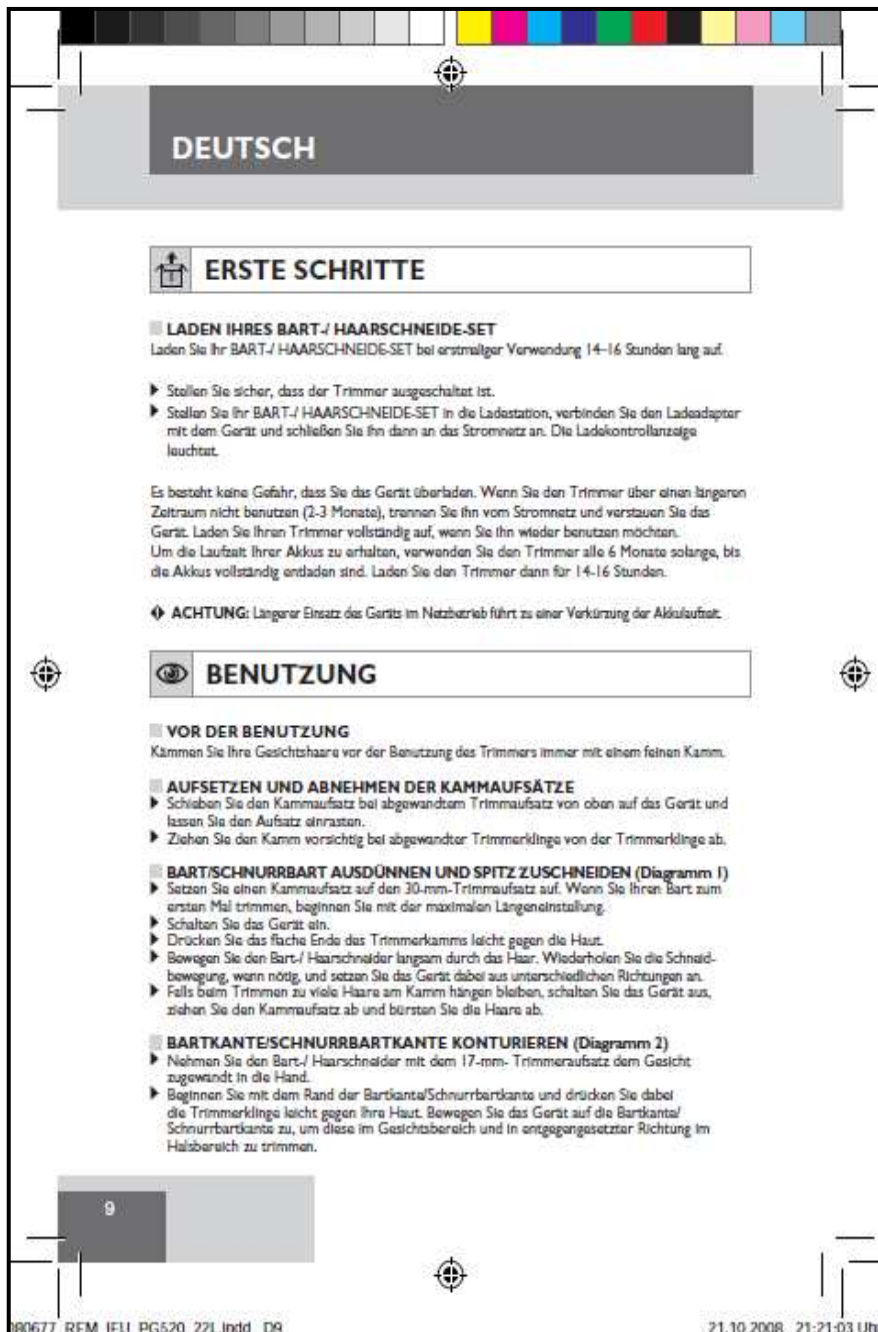 DEUTSCH
ERSTE SCHRITTE
LADEN IHRES BART-/ HAARSCHNEIDE-SET
Laden Sie Ihr BART-/ HAARSCHNEIDE-SET bei erstmaliger Verwendung 14–16 Stunden lang auf.
Stellen Sie sicher, dass der Trimmer ausgeschaltet ist.
Stellen Sie Ihr BART-/ HAARSCHNEIDE-SET in die Ladestation, verbinden Sie den Ladeadapter
mit dem Gerät und schließen Sie ihn dann an das Stromnetz an. Die Ladekontrollanzeige
leuchtet.
Es besteht keine Gefahr, dass Sie das Gerät überladen. Wenn Sie den Trimmer über einen längeren
Zeitraum nicht benutzen (2-3 Monate), trennen Sie ihn vom Stromnetz und verstauen Sie das
Gerät. Laden Sie Ihren Trimmer vollständig auf, wenn Sie ihn wieder benutzen möchten.
Um die Laufzeit Ihrer Akkus zu erhalten, verwenden Sie den Trimmer alle 6 Monate solange, bis
die Akkus vollständig entladen sind. Laden Sie den Trimmer dann für 14-16 Stunden.
ACHTUNG: Längerer Einsatz des Geräts im Netzbetrieb führt zu einer Verkürzung der Akkulaufzeit.
BENUTZUNG
VOR DER BENUTZUNG
Kämmen Sie Ihre Gesichtshaare vor der Benutzung des Trimmers immer mit einem feinen Kamm.
AUFSETZEN UND ABNEHMEN DER KAMMAUFSÄTZE
Schieben Sie den Kammaufsatz bei abgewandtem Trimmaufsatz von oben auf das Gerät und
lassen Sie den Aufsatz einrasten.
Ziehen Sie den Kamm vorsichtig bei abgewandter Trimmerklinge von der Trimmerklinge ab.
BART/SCHNURRBART AUSDÜNNEN UND SPITZ ZUSCHNEIDEN (Diagramm 1)
Setzen Sie einen Kammaufsatz auf den 30-mm-Trimmaufsatz auf. Wenn Sie Ihren Bart zum
ersten Mal trimmen, beginnen Sie mit der maximalen Längeneinstellung.
Schalten Sie das Gerät ein.
Drücken Sie das flache Ende des Trimmerkamms leicht gegen die Haut.
Bewegen Sie den Bart-/ Haarschneider langsam durch das Haar. Wiederholen Sie die Schneid-
bewegung, wenn nötig, und setzen Sie das Gerät dabei aus unterschiedlichen Richtungen an.
Falls beim Trimmen zu viele Haare am Kamm hängen bleiben, schalten Sie das Gerät aus,
ziehen Sie den Kammaufsatz ab und bürsten Sie die Haare ab.
BARTKANTE/SCHNURRBARTKANTE KONTURIEREN (Diagramm 2)
Nehmen Sie den Bart-/ Haarschneider mit dem 17-mm- Trimmeraufsatz dem Gesicht
zugewandt in die Hand.
Beginnen Sie mit dem Rand der Bartkante/Schnurrbartkante und drücken Sie dabei
die Trimmerklinge leicht gegen Ihre Haut. Bewegen Sie das Gerät auf die Bartkante/
Schnurrbartkante zu, um diese im Gesichtsbereich und in entgegengesetzter Richtung im
Halsbereich zu trimmen.
9
080677_REM_IFU_PG520_22L.indd D9
21.10.2008 21:21:03 Uhr